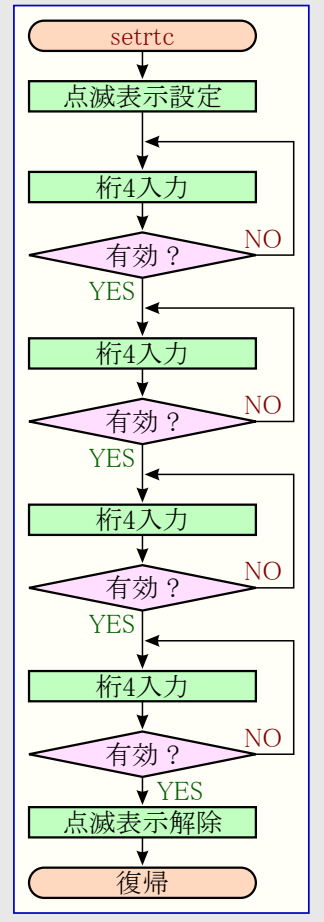 setrtc
点滅表示設定
桁4入力
有効？
NO
YES
桁4入力
有効？
NO
YES
桁4入力
有効？
NO
YES
桁4入力
有効？
NO
YES
点滅表示解除
復帰